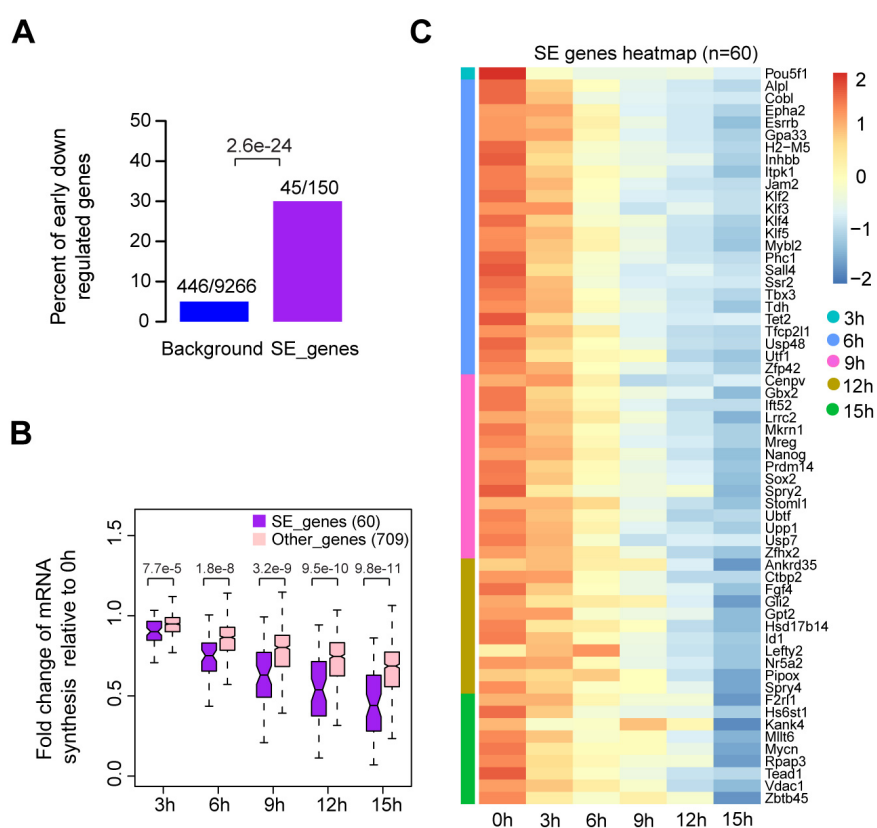 A
50
40
30
20
10
0
Percent of early down
regulated genes
2.6e-24
45/150
446/9266
Background
SE_genes
B
1.5
1.0
0.5
0.0
Fold change of mRNA
synthesis relative to 0h
SE_genes (60)
Other_genes (709)
7.7e-5
1.8e-8
3.2e-9
9.5e-10
9.8e-11
3h
6h
9h
12h
15h
C
SE genes heatmap (n=60)
Pou5f1
Alpl
Cobl
Epha2
Esrrb
Gpa33
H2−M5
Inhbb
Itpk1
Jam2
Klf2
Klf3
Klf4
Klf5
Mybl2
Phc1
Sall4
Ssr2
Tbx3
Tdh
Tet2
Tfcp2l1
Usp48
Utf1
Zfp42
Cenpv
Gbx2
Ift52
Lrrc2
Mkrn1
Mreg
Nanog
Prdm14
Sox2
Spry2
Stoml1
Ubtf
Upp1
Usp7
Zfhx2
Ankrd35
Ctbp2
Fgf4
Gli2
Gpt2
Hsd17b14
Id1
Lefty2
Nr5a2
Pipox
Spry4
F2rl1
Hs6st1
Kank4
Mllt6
Mycn
Rpap3
Tead1
Vdac1
Zbtb45
0h
3h
6h
9h
12h
15h
2
1
0
−1
−2
3h
6h
9h
12h
15h